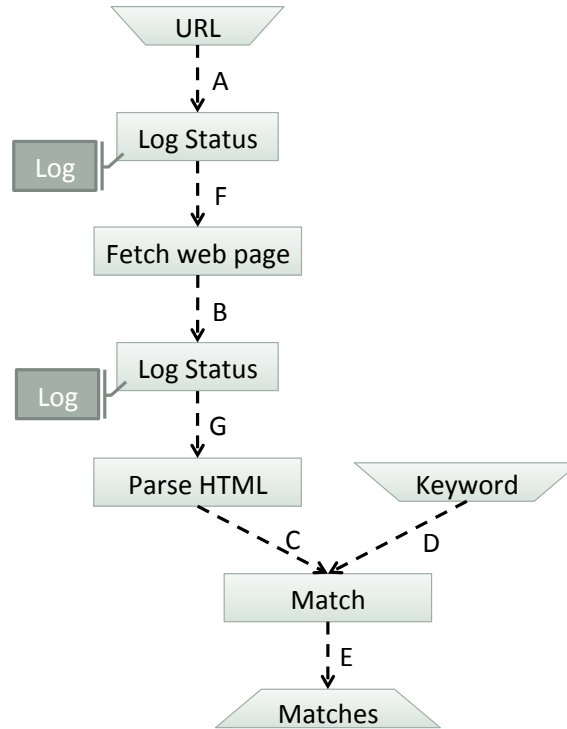 URL
A
Log Status
Log
F
Fetch web page
B
Log Status
Log
G
Parse HTML
Keyword
C
D
Match
E
Matches